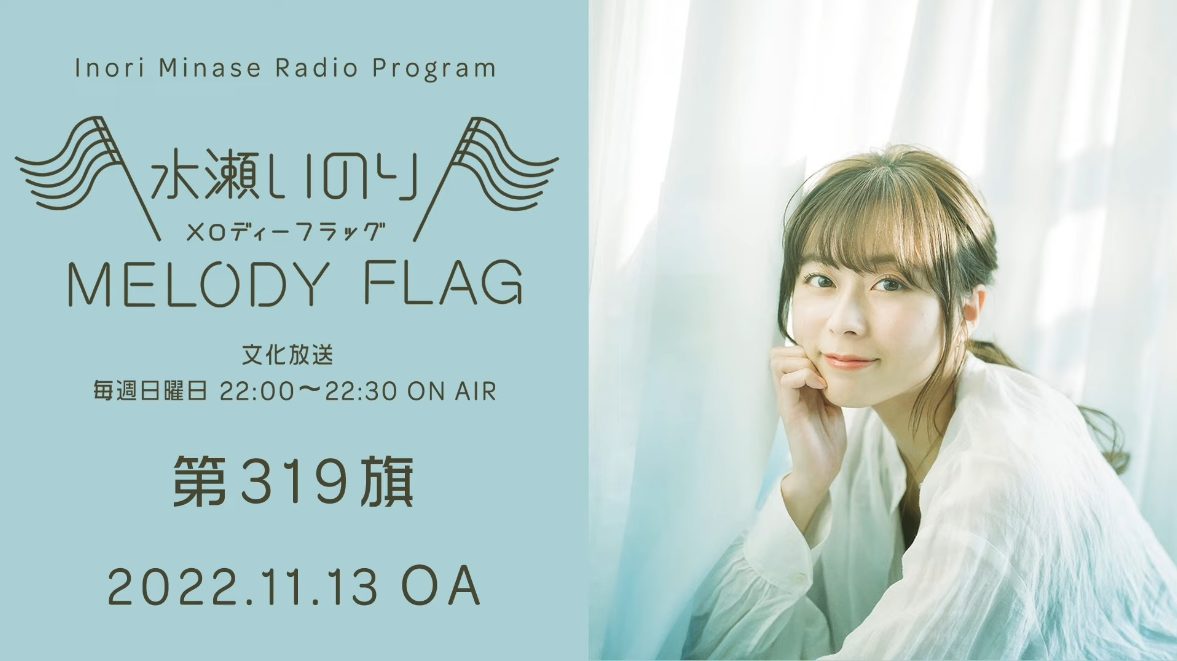 Inori Minase Radio Program
水瀬いのり
メロディーフラッグ
MELODY FLAG
文化放送
毎週日曜日 22:00～22:30 ON AIR
第319旗
2022.11.13 OA